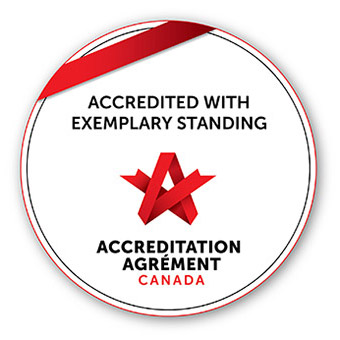 ACCREDITED WITH
EXEMPLARY STANDING
ACCREDITATION
AGRÉMENT
CANADA